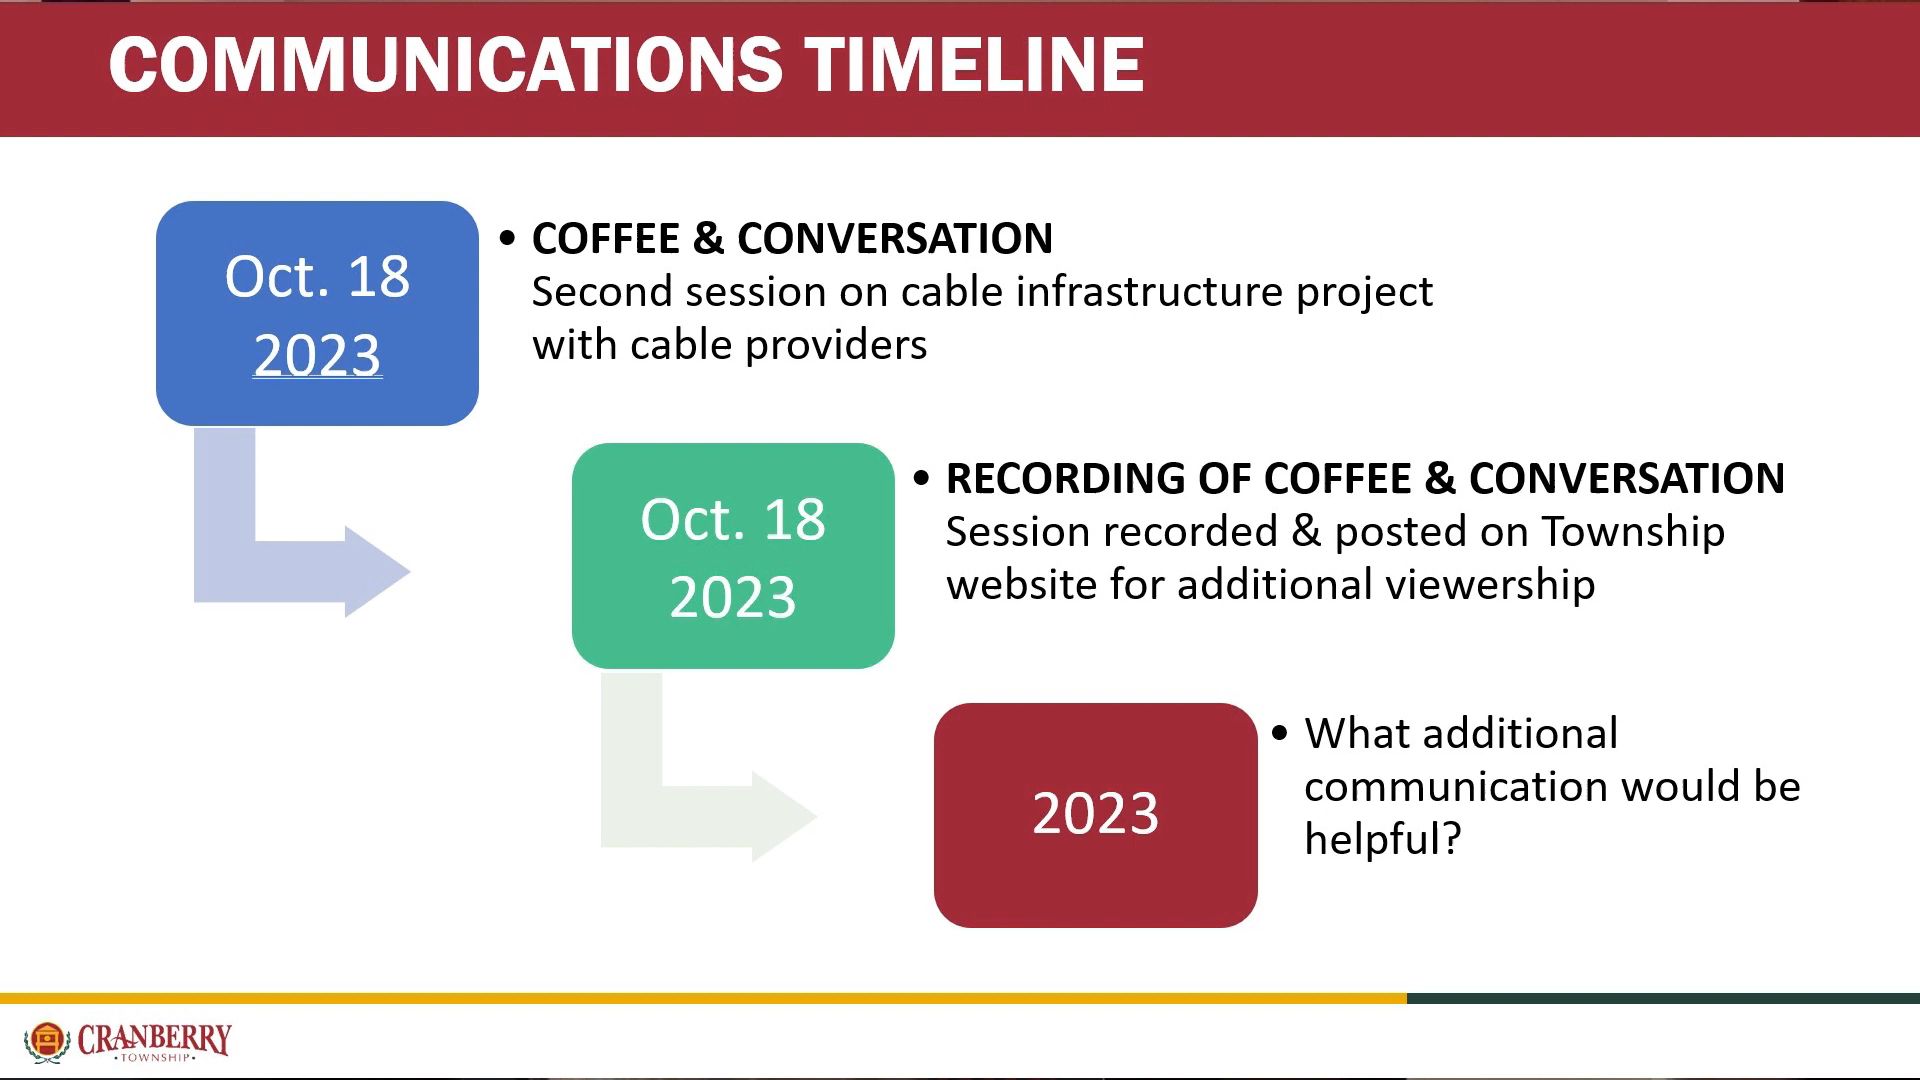 COMMUNICATIONS TIMELINE
Oct. 18
2023
• COFFEE & CONVERSATION
Second session on cable infrastructure project
with cable providers
Oct. 18
2023
• RECORDING OF COFFEE & CONVERSATION
Session recorded & posted on Township
website for additional viewership
2023
• What additional
communication would be
helpful?
CRANBERRY
•TOWNSHIP•